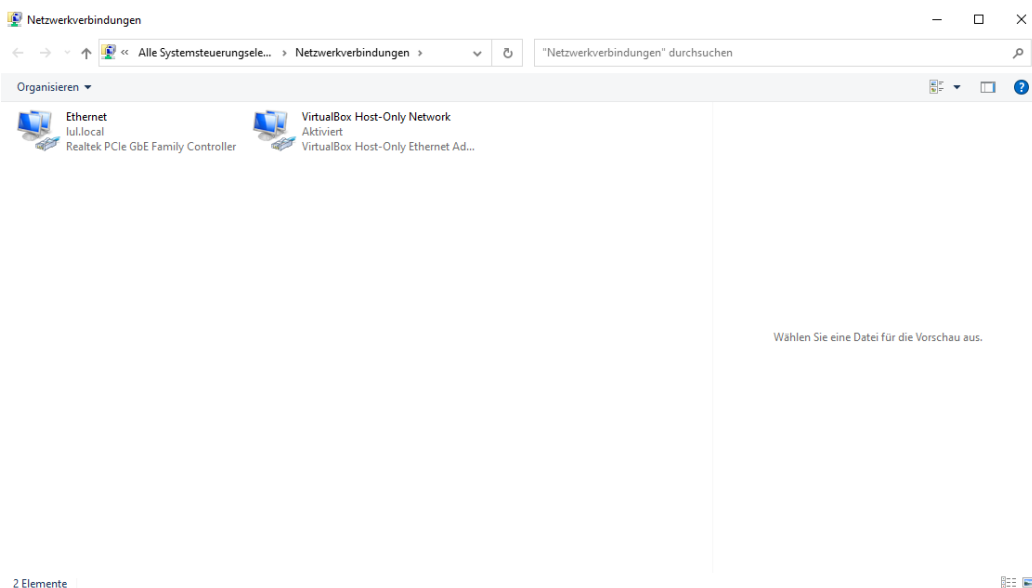 Netzwerkverbindungen
« Alle Systemsteuerungsele... › Netzwerkverbindungen ›
"Netzwerkverbindungen" durchsuchen
Organisieren
Ethernet
lul.local
Realtek PCIe GbE Family Controller
VirtualBox Host-Only Network
Aktiviert
VirtualBox Host-Only Ethernet Ad...
Wählen Sie eine Datei für die Vorschau aus.
2 Elemente